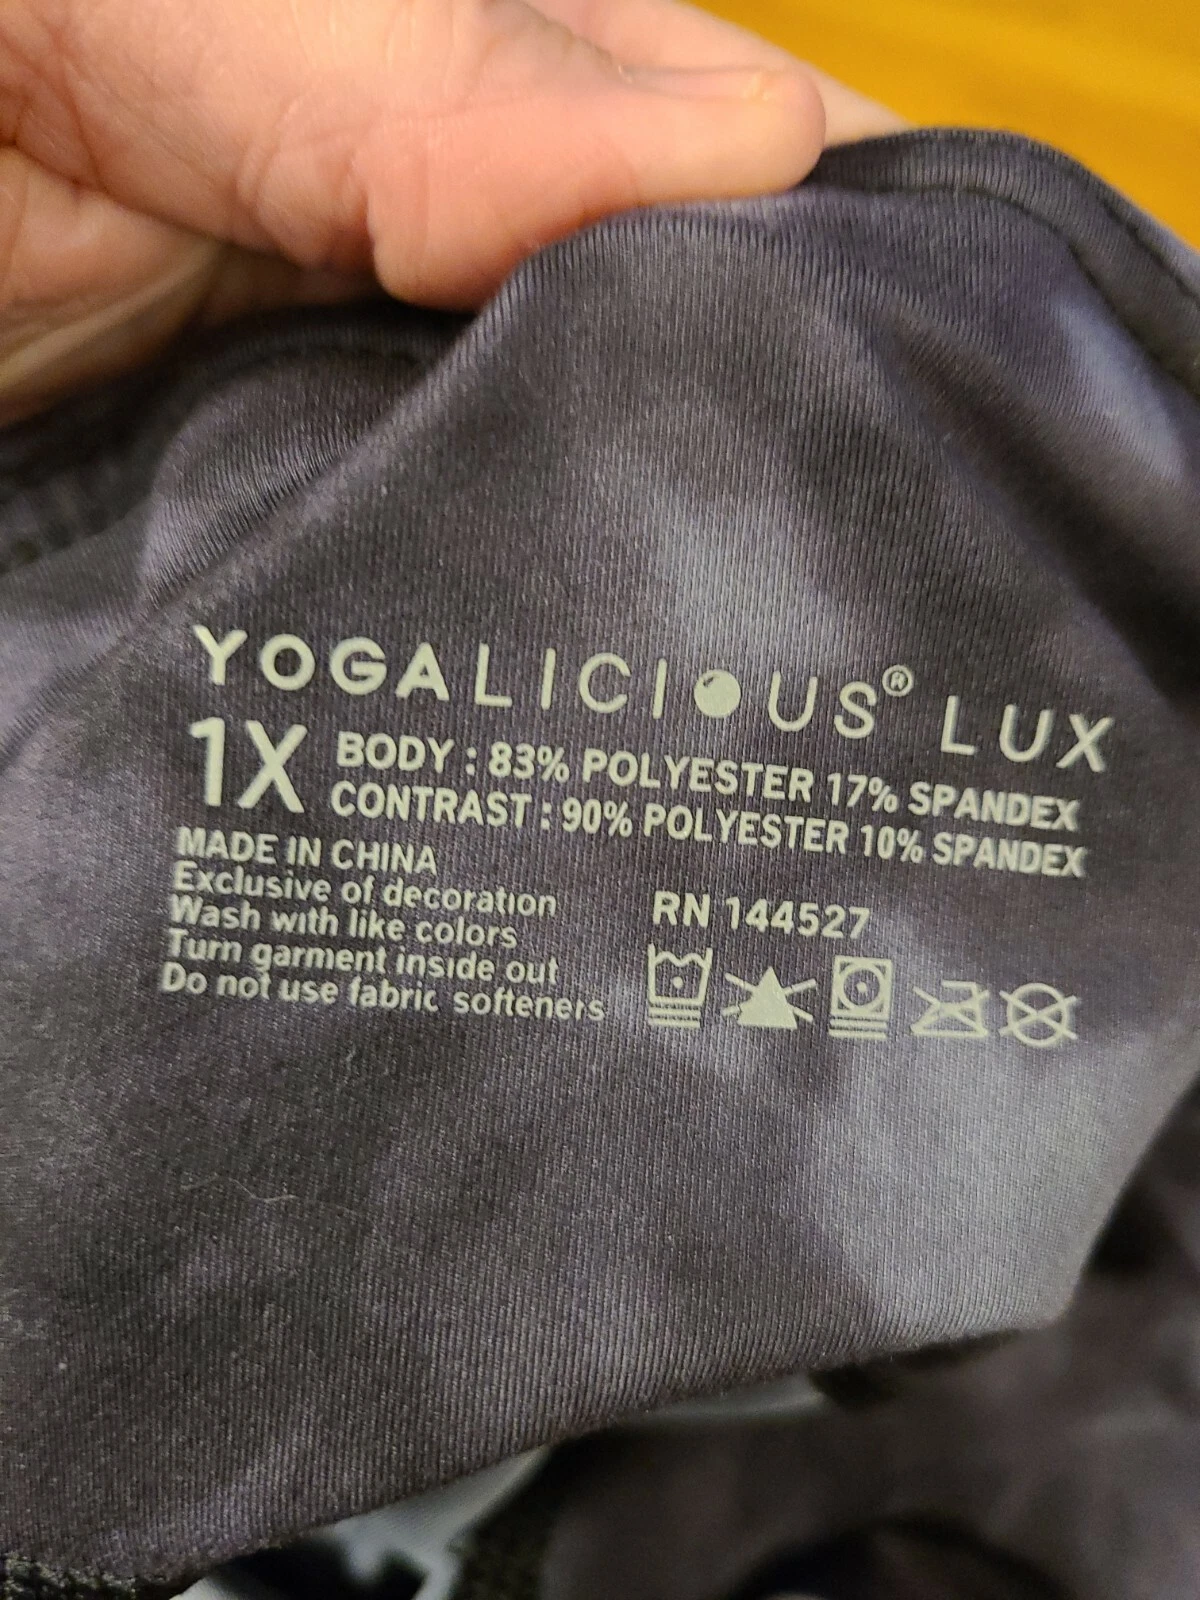 YOGALICIOUS® LUX
1X
BODY : 83% POLYESTER 17% SPANDEX
CONTRAST : 90% POLYESTER 10% SPANDEX
MADE IN CHINA
Exclusive of decoration
Wash with like colors
Turn garment inside out
Do not use fabric softeners
RN 144527